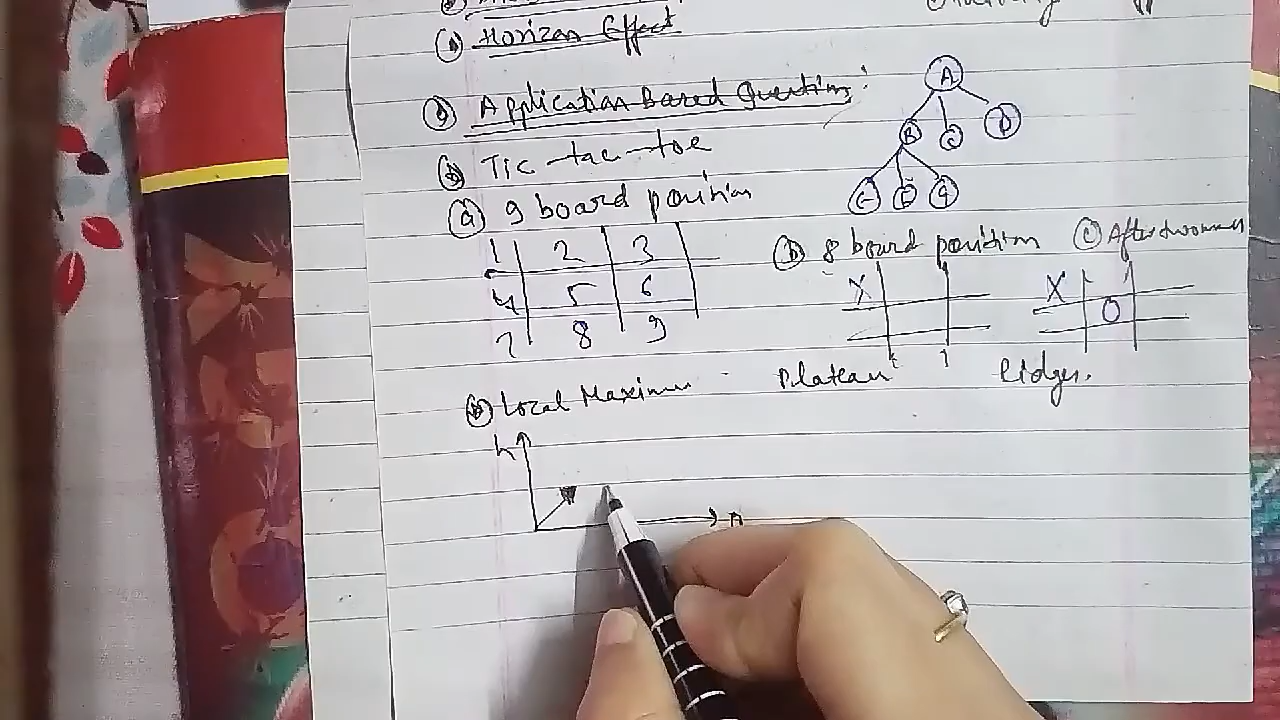 Horizon Effect
Application Based Questions:
A
B C D
Tic-tac-toe
E G
(a) 9 board position
1 2 3
(b) 8 board position
(c)
4 5 6
X
X
O
7 8 9
Local Maximum - Plateau Ridges.
h